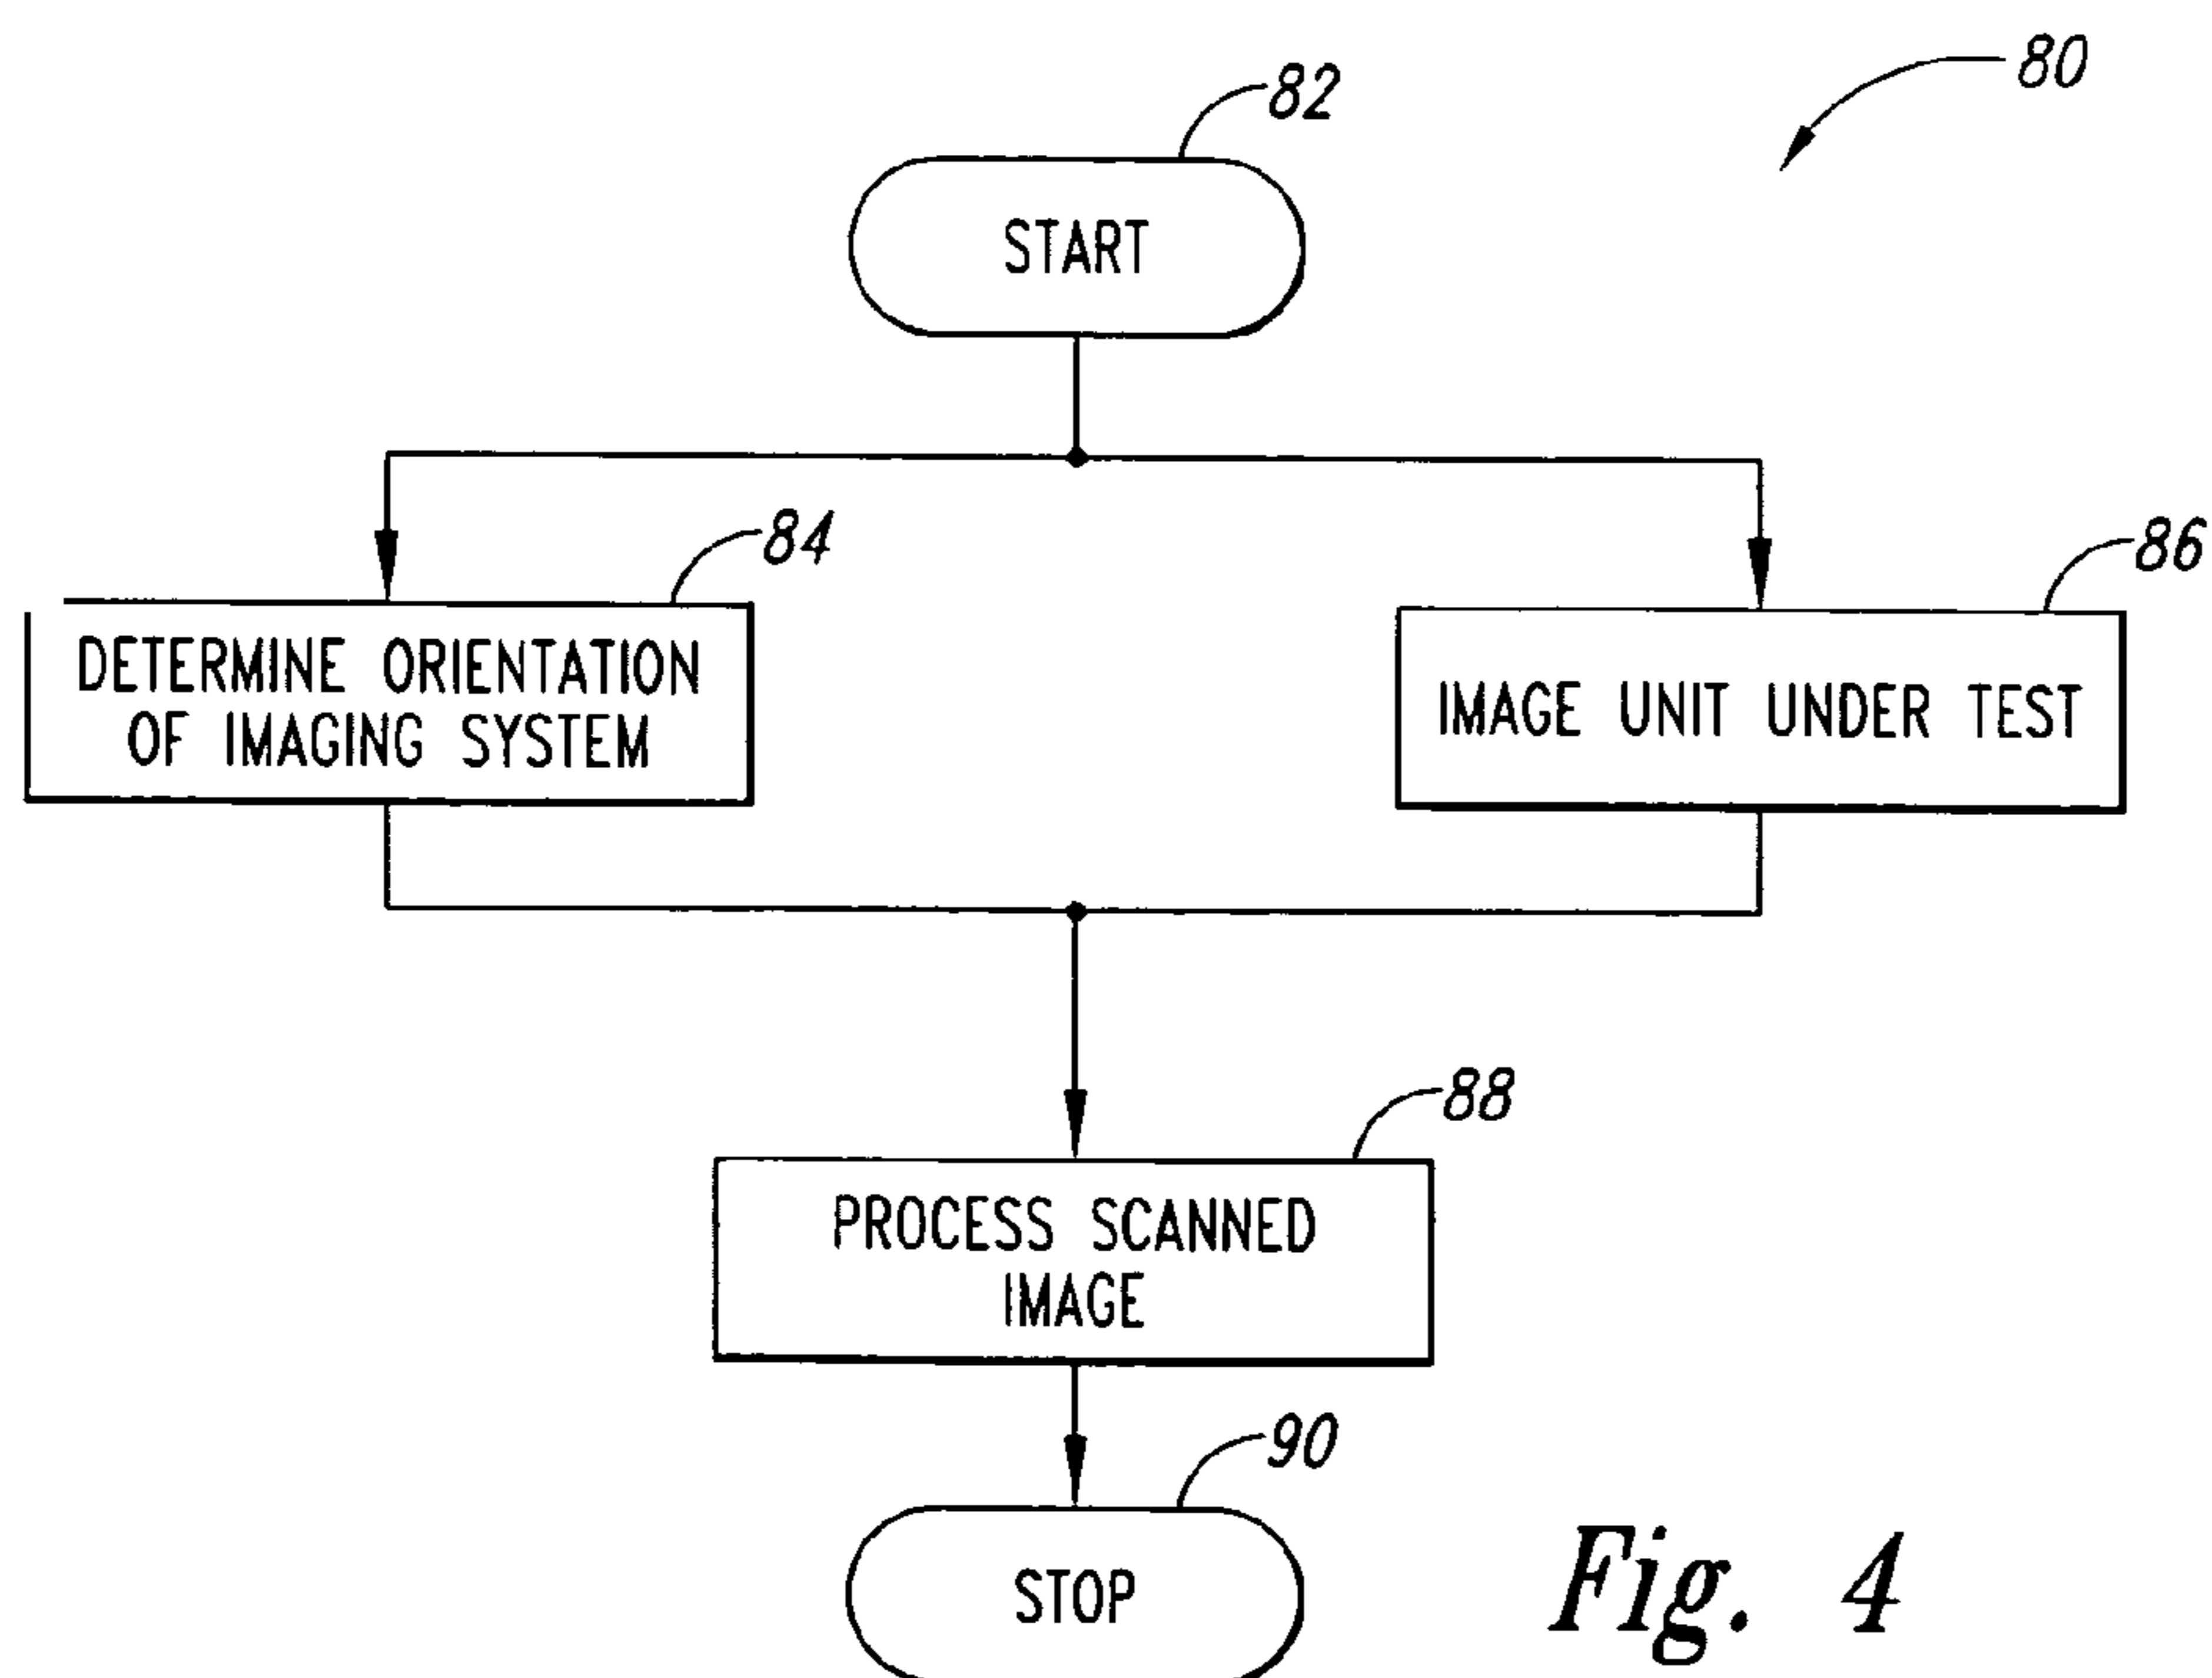 80
82
START
84
86
DETERMINE ORIENTATION
OF IMAGING SYSTEM
IMAGE UNIT UNDER TEST
88
PROCESS SCANNED
IMAGE
90
STOP
Fig. 4